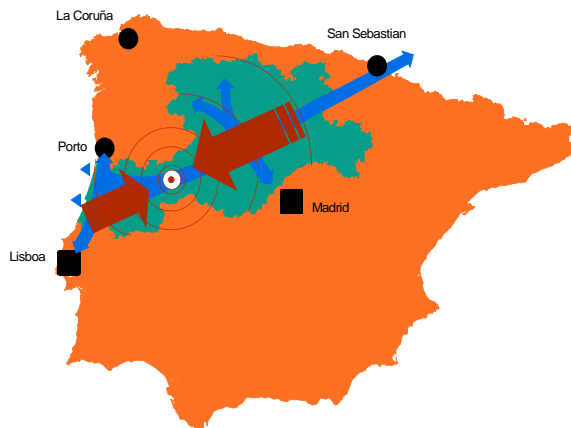 La Coruña
San Sebastian
Porto
Madrid
Lisboa